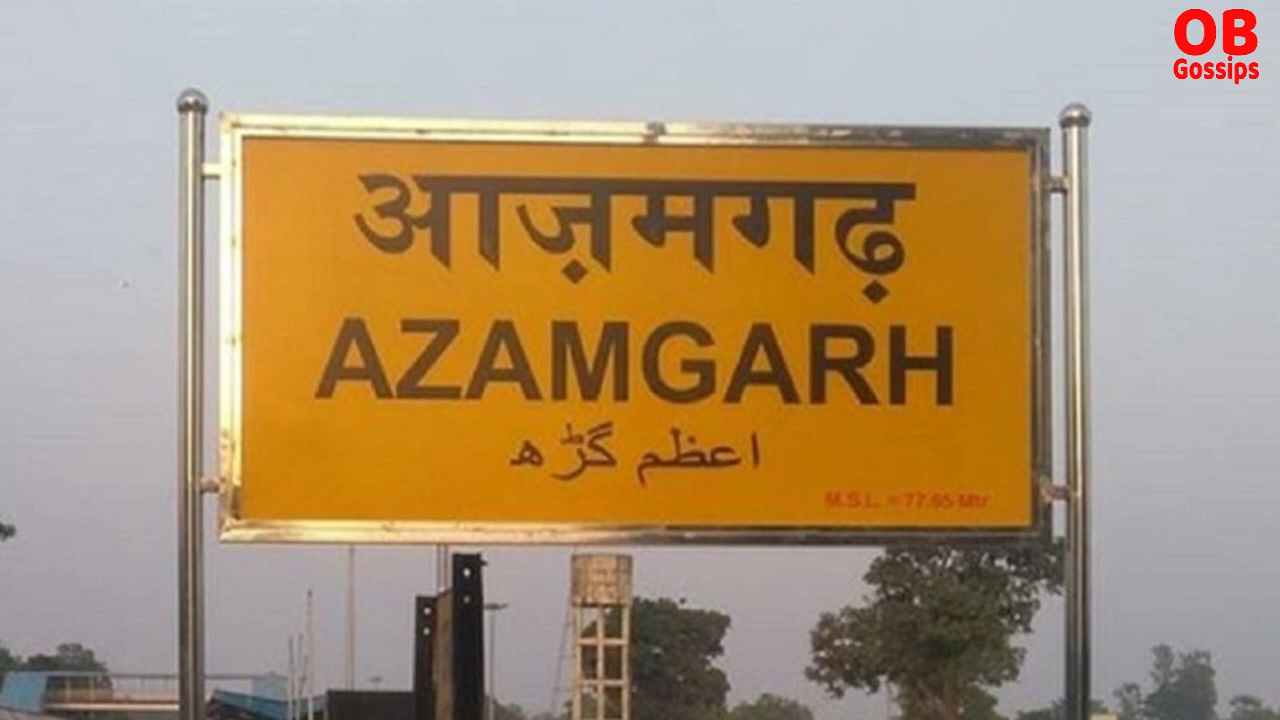 OB
Gossips
आज़मगढ़
AZAMGARH
اعظم گڑھ
M.S.L. = 77.65 Mtr.